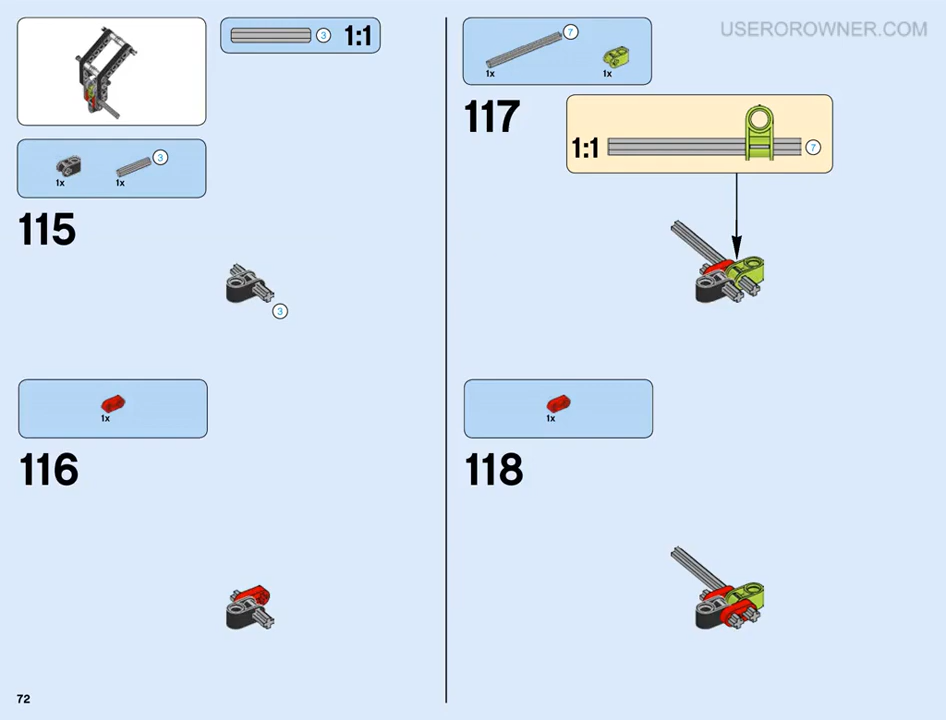 USEROROWNER.COM
3 1:1
3
1x 1x
115
3
1x
116
7
1x 1x
117
1:1 7
1x
118
72